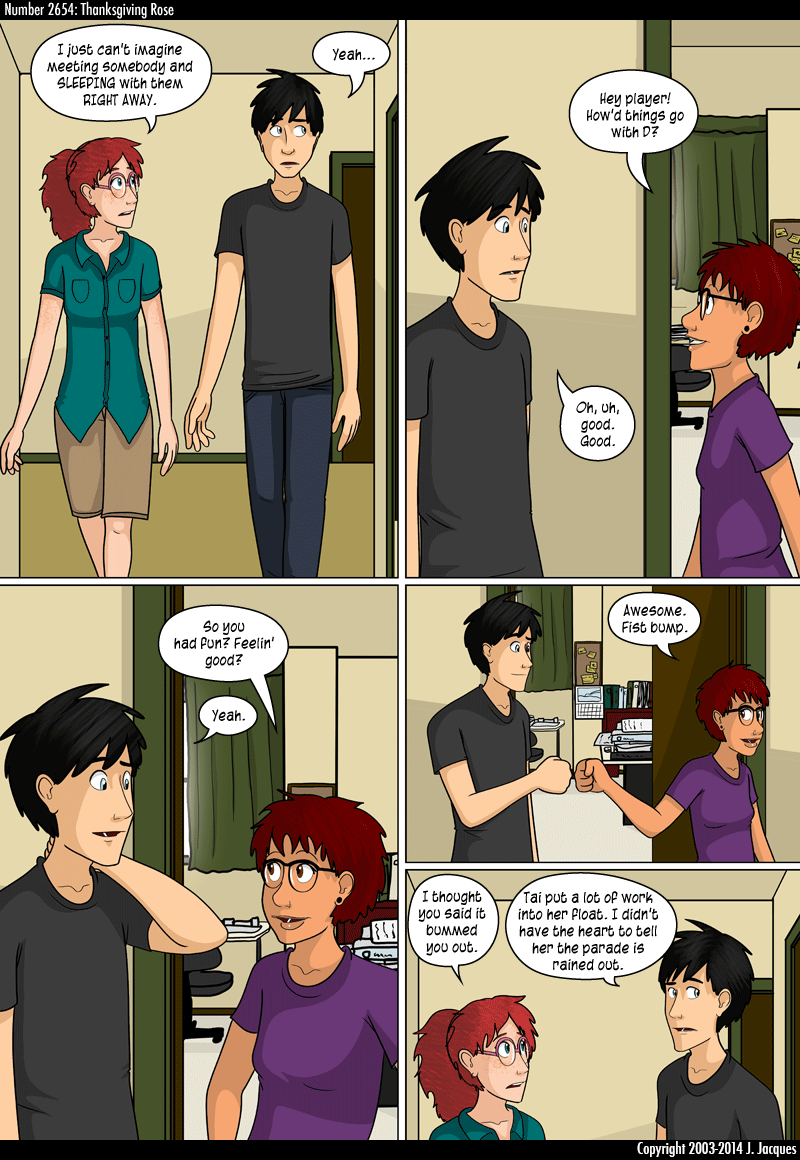 Number 2654: Thanksgiving Rose
I just can't imagine
meeting somebody and
SLEEPING with them
RIGHT AWAY.
Yeah...
Hey player!
How'd things go
with D?
Oh, uh,
good.
Good.
So you
had fun? Feelin'
good?
Yeah.
Awesome.
Fist bump.
I thought
you said it
bummed
you out.
Tai put a lot of work
into her float. I didn't
have the heart to tell
her the parade is
rained out.
Copyright 2003-2014 J. Jacques